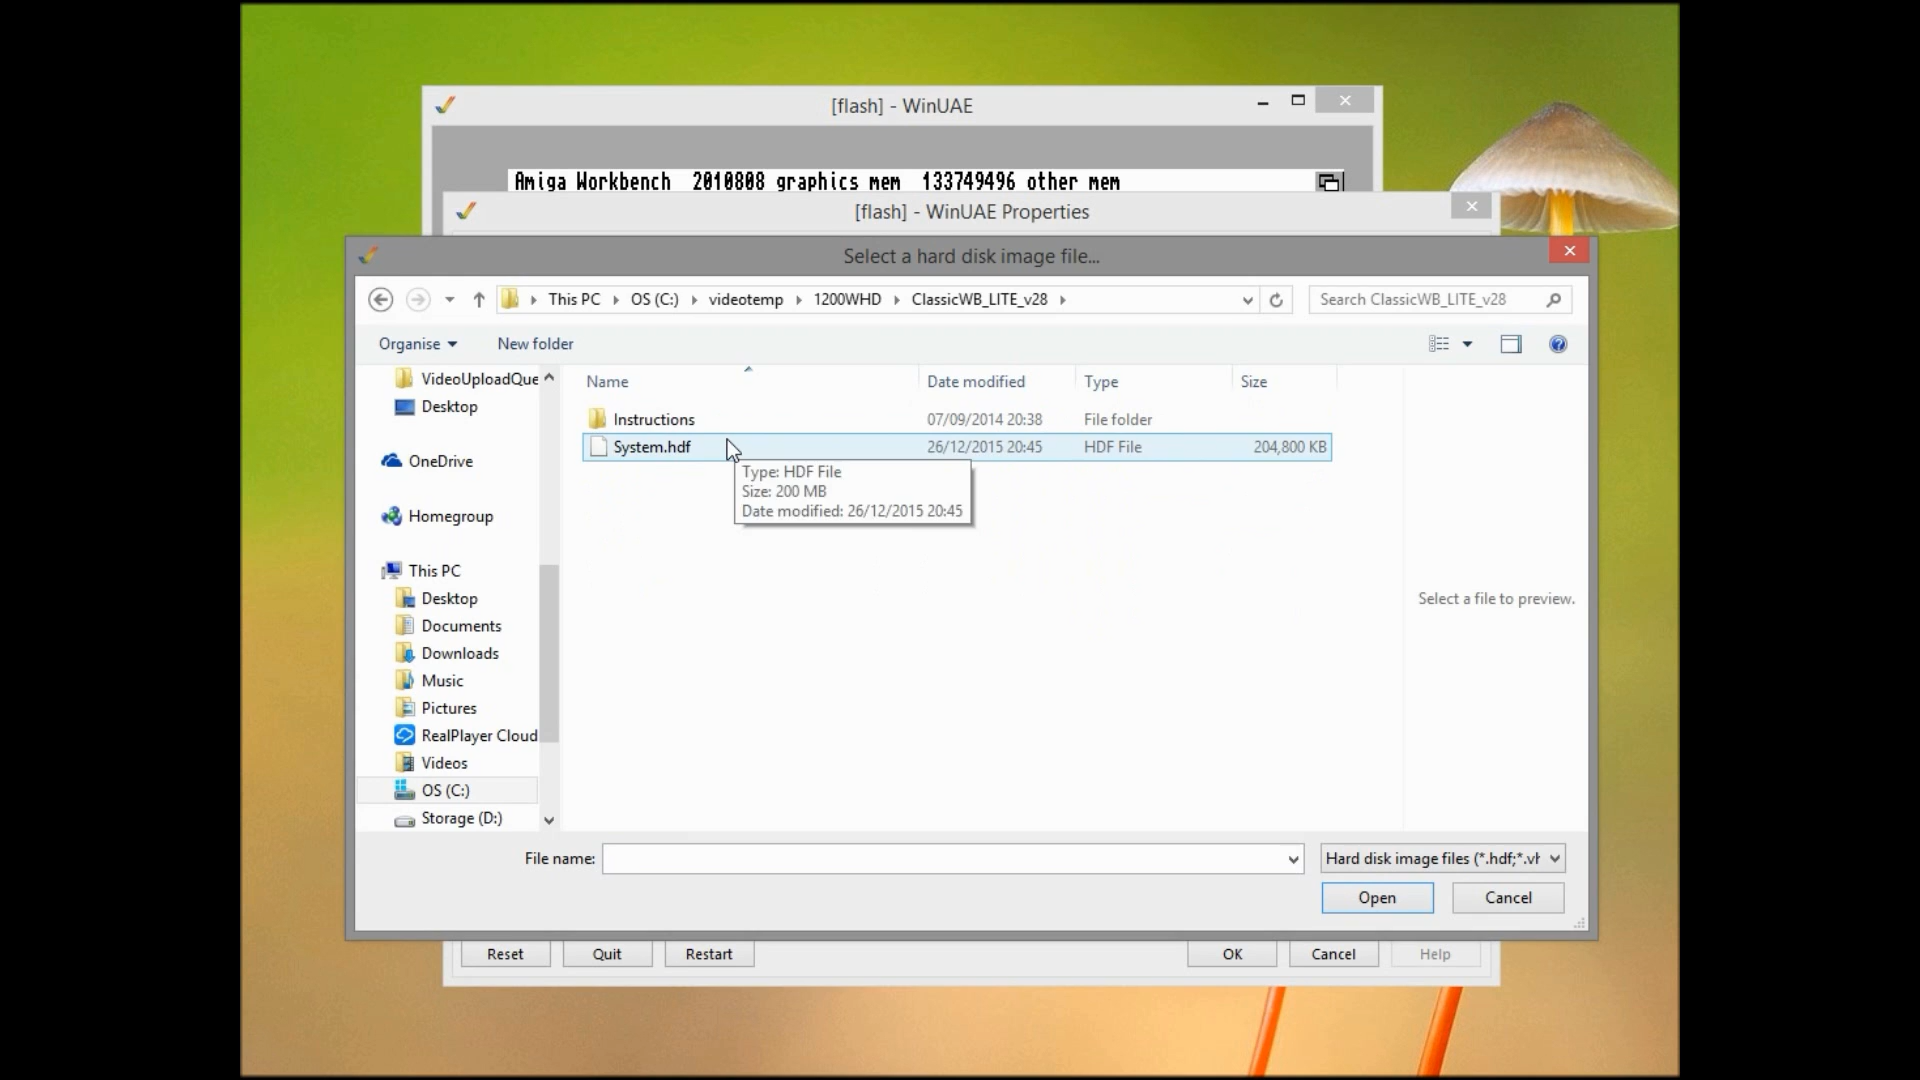 [flash] - WinUAE
Amiga Workbench 2010808 graphics mem 133749496 other mem
[flash] - WinUAE Properties
Select a hard disk image file...
This PC OS (C:) videotemp 1200WHD ClassicWB_LITE_v28
Search ClassicWB_LITE_v28
Organise New folder
Name Date modified Type Size
VideoUploadQue
Desktop
OneDrive
Homegroup
This PC
Desktop
Documents
Downloads
Music
Pictures
RealPlayer Cloud
Videos
OS (C:)
Storage (D:)
Instructions 07/09/2014 20:38 File folder
System.hdf 26/12/2015 20:45 HDF File 204,800 KB
Type: HDF File
Size: 200 MB
Date modified: 26/12/2015 20:45
Select a file to preview.
File name: Hard disk image files (*.hdf;*.vh
Open Cancel
Reset Quit Restart OK Cancel Help